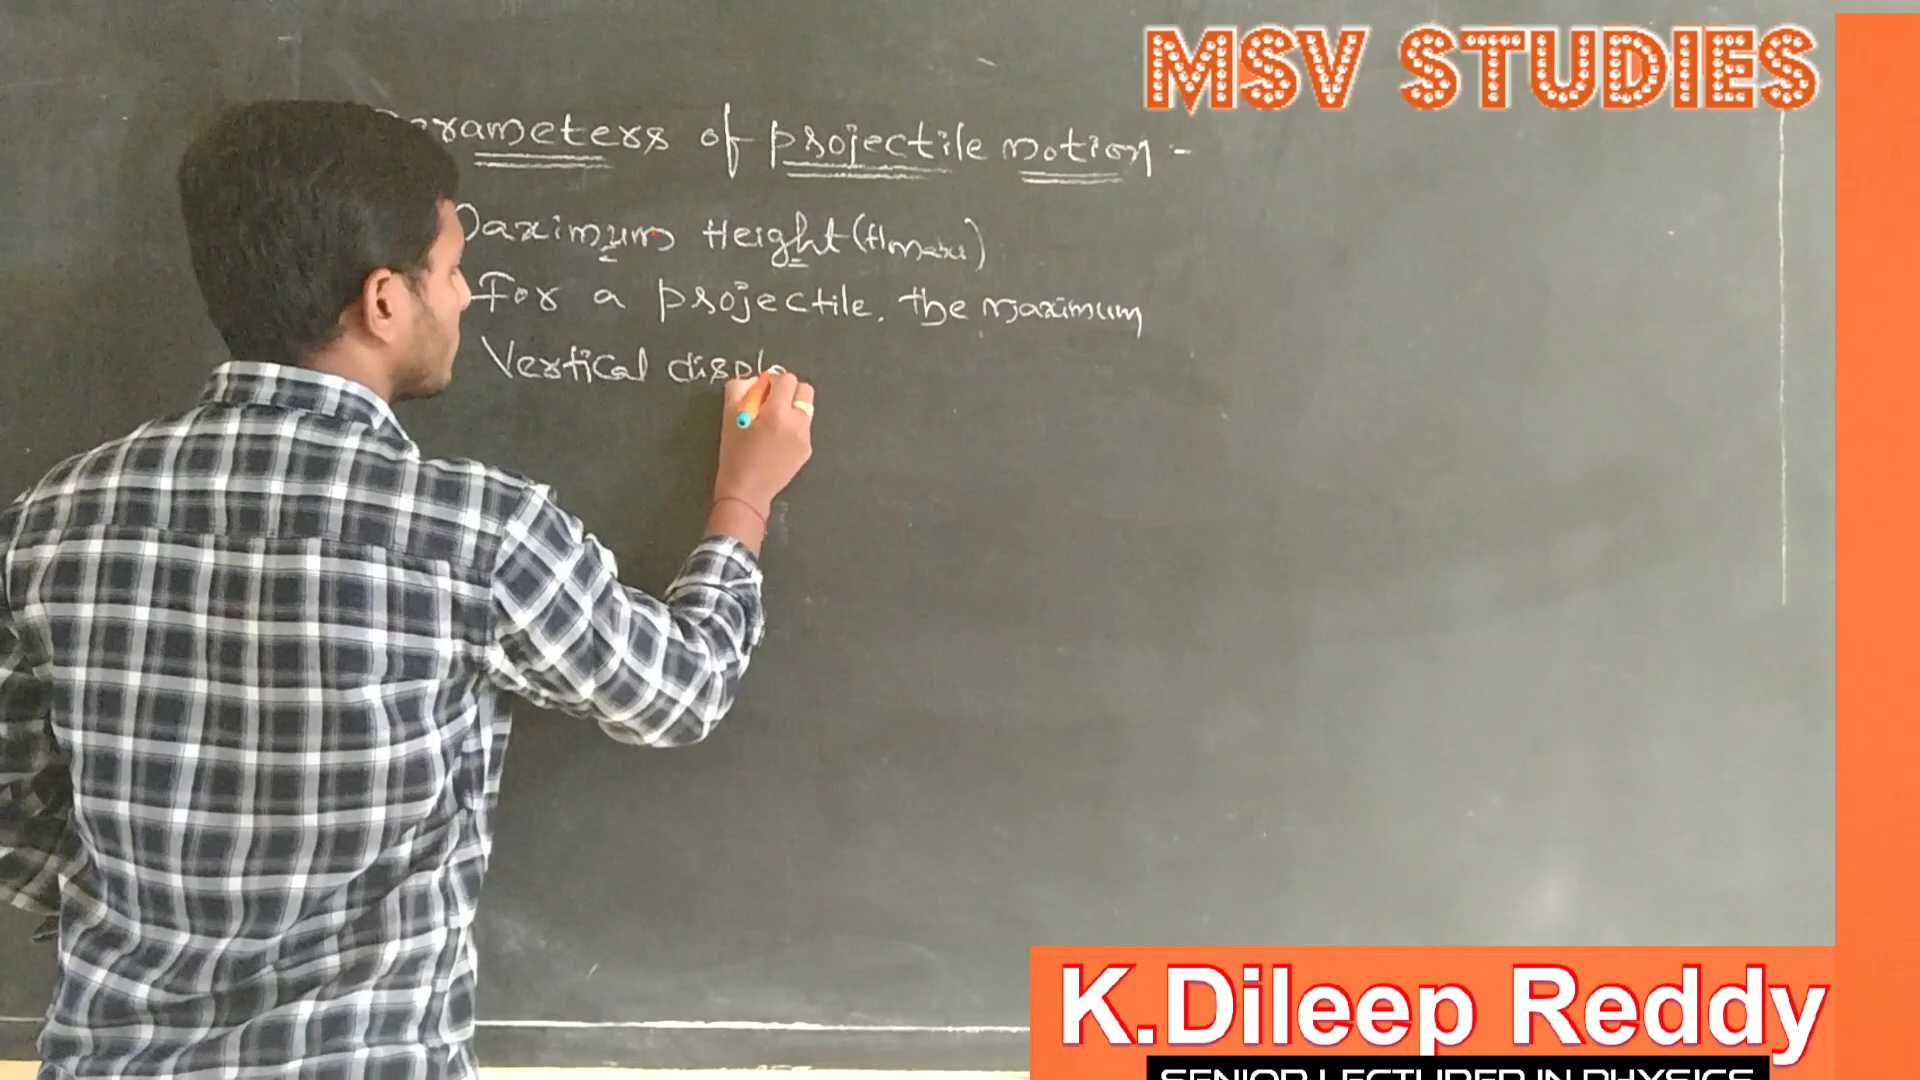 MSV STUDIES
Parameters of projectile motion -
Maximum Height (Hmax)
For a projectile, the maximum
Vertical displa
K.Dileep Reddy
SENIOR LECTURER IN PHYSICS